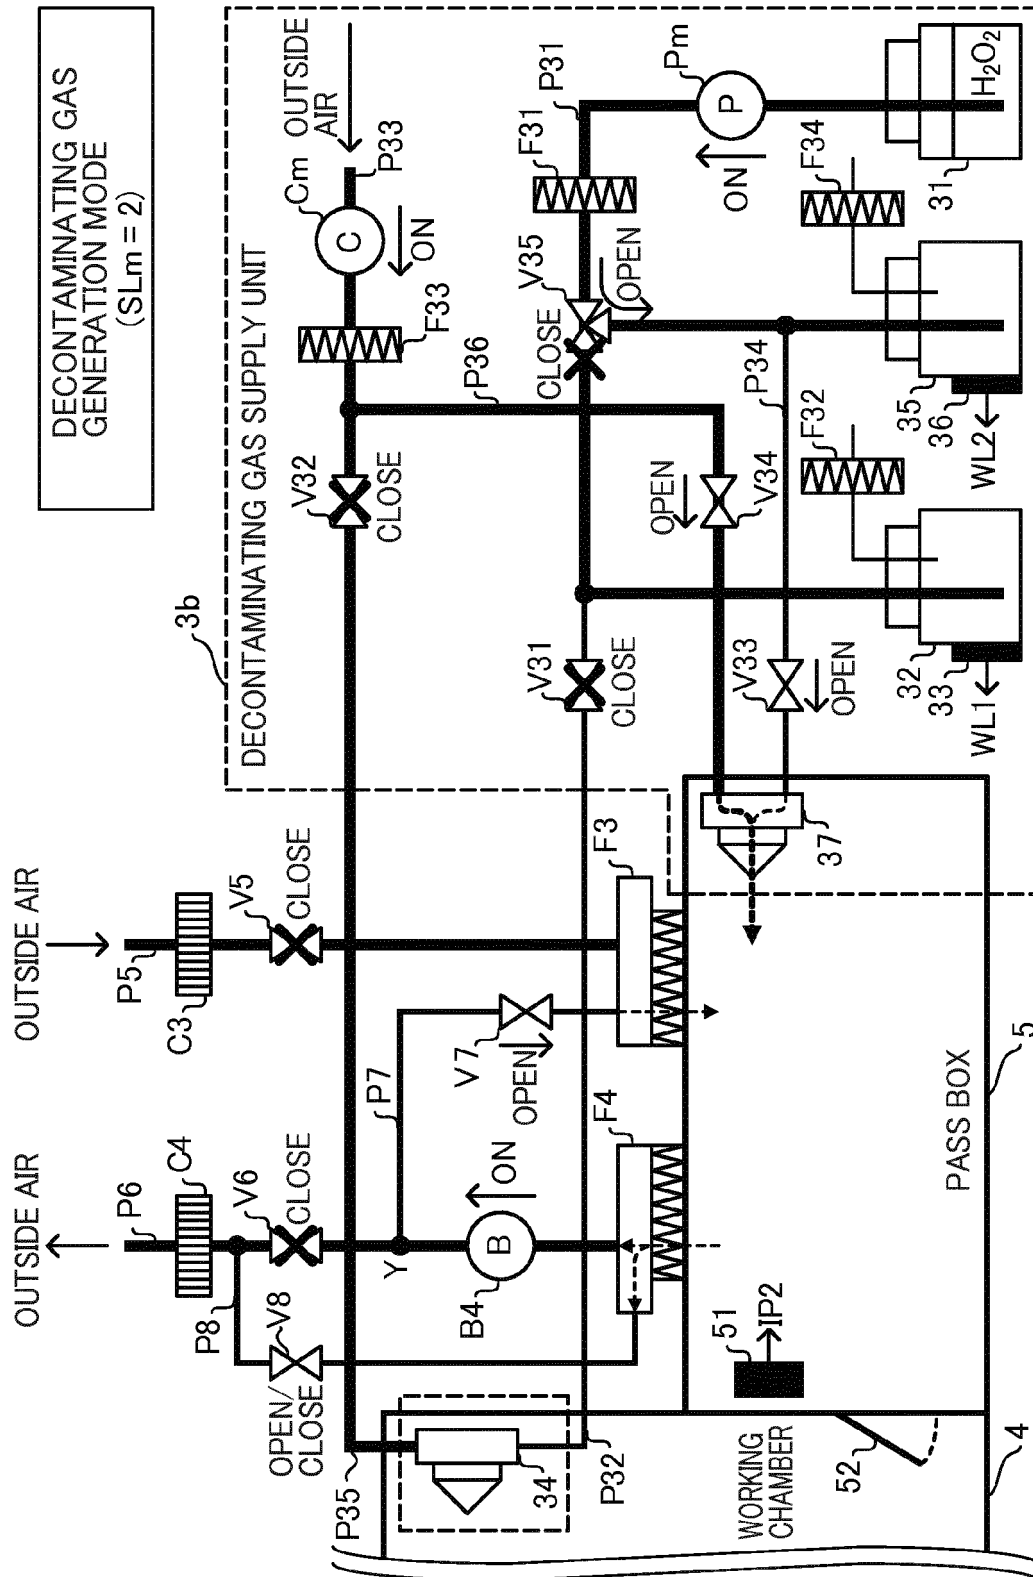 DECONTAMINATING GAS
GENERATION MODE
(SLm = 2)
3b
DECONTAMINATING GAS SUPPLY UNIT
OUTSIDE
AIR
P33
Cm
C
ON
F33
V32
CLOSE
P36
P31
Pm
P
ON
F31
V35
OPEN
CLOSE
H2O2
31
F34
P34
35
36
WL2
F32
OPEN
V34
V31
CLOSE
V33
OPEN
32
33
WL1
37
OUTSIDE AIR
P5
C3
V5
CLOSE
F3
V7
OPEN
P7
OUTSIDE AIR
P6
C4
V6
CLOSE
Y
B
ON
B4
F4
P8
V8
OPEN/
CLOSE
P35
34
P32
51
IP2
PASS BOX
5
WORKING
CHAMBER
52
4